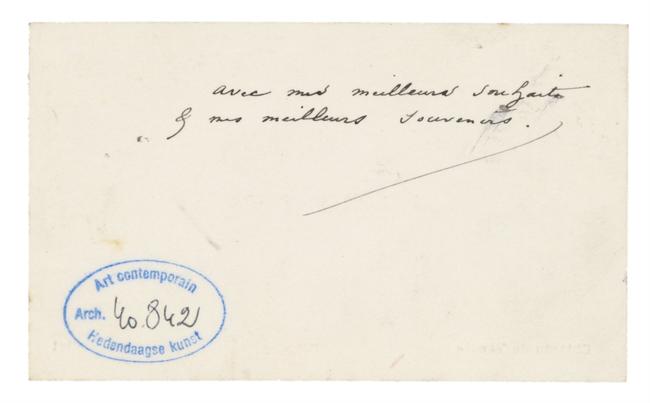 avec mes meilleurs souhaits
& mes meilleurs souvenirs.
Art contemporain
Arch. 40.842
Hedendaagse kunst